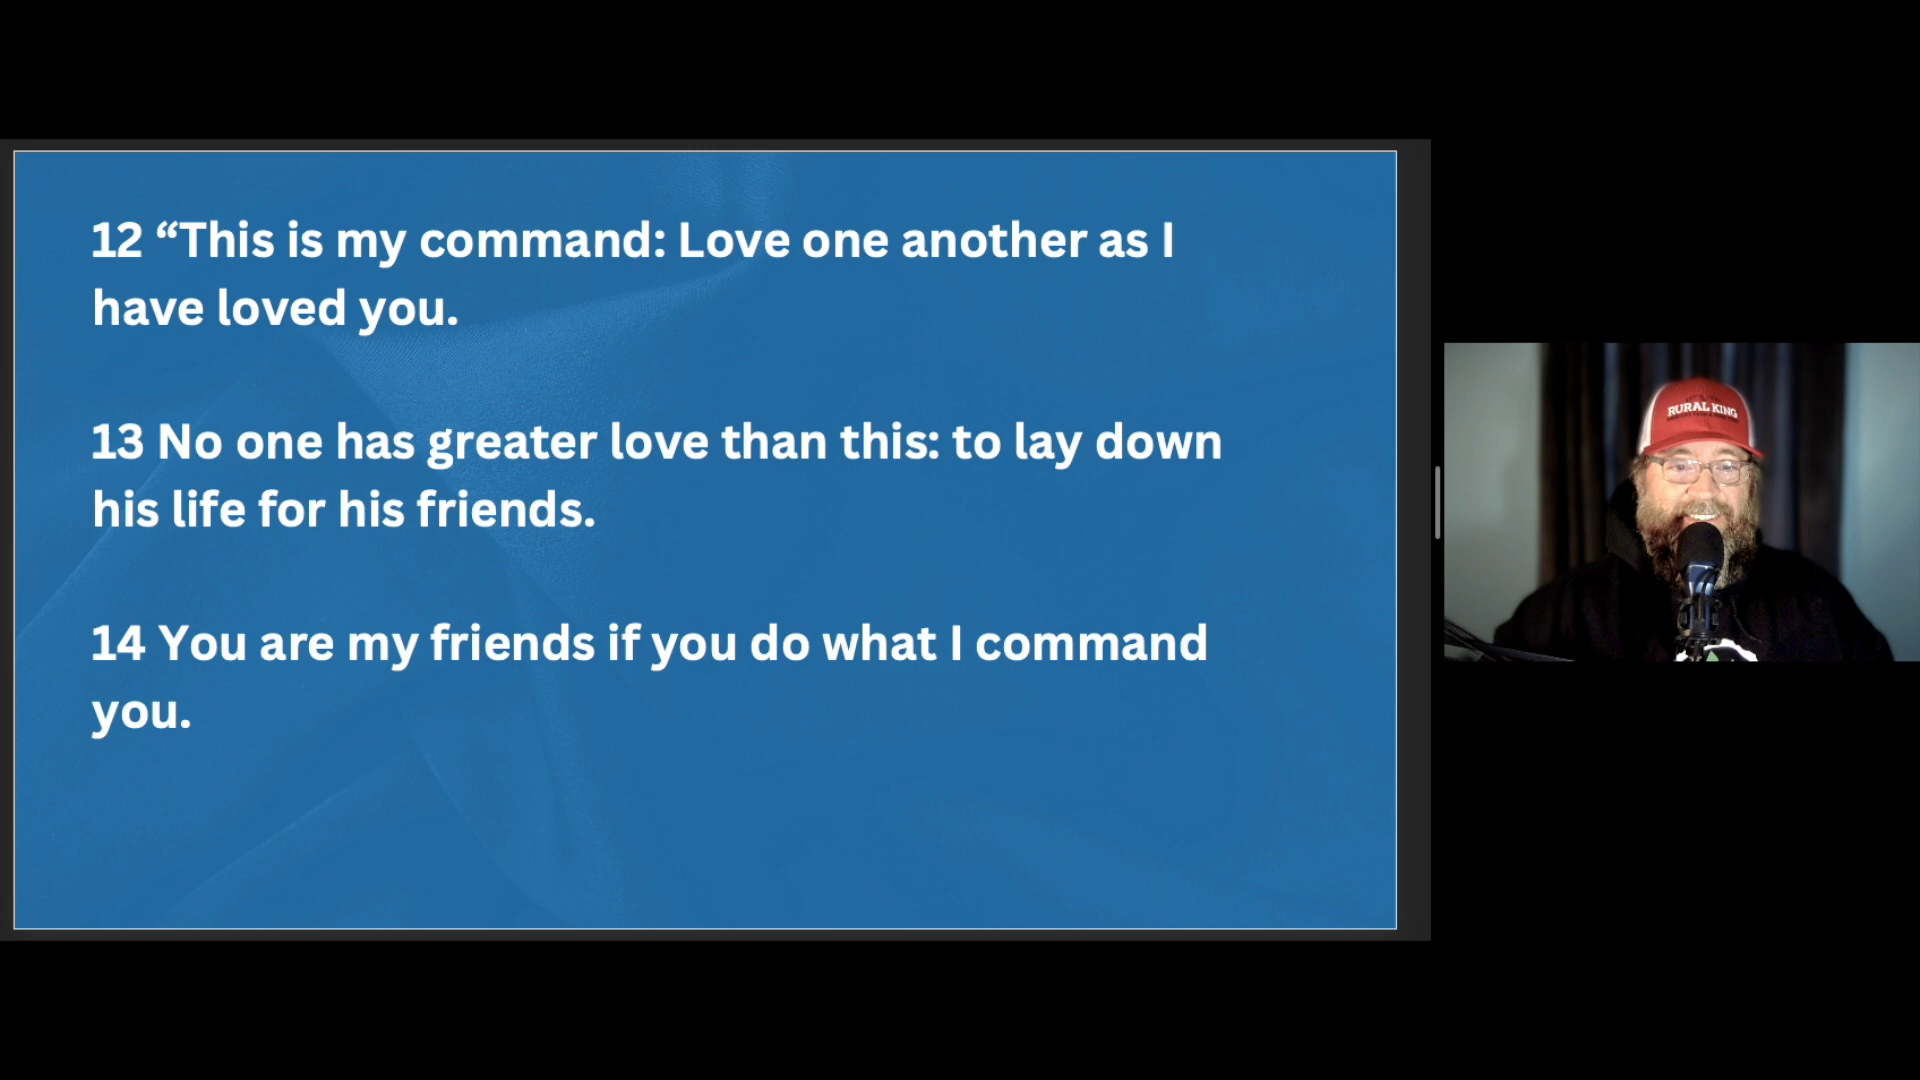 12 “This is my command: Love one another as I
have loved you.
13 No one has greater love than this: to lay down
his life for his friends.
14 You are my friends if you do what I command
you.
RURAL KING